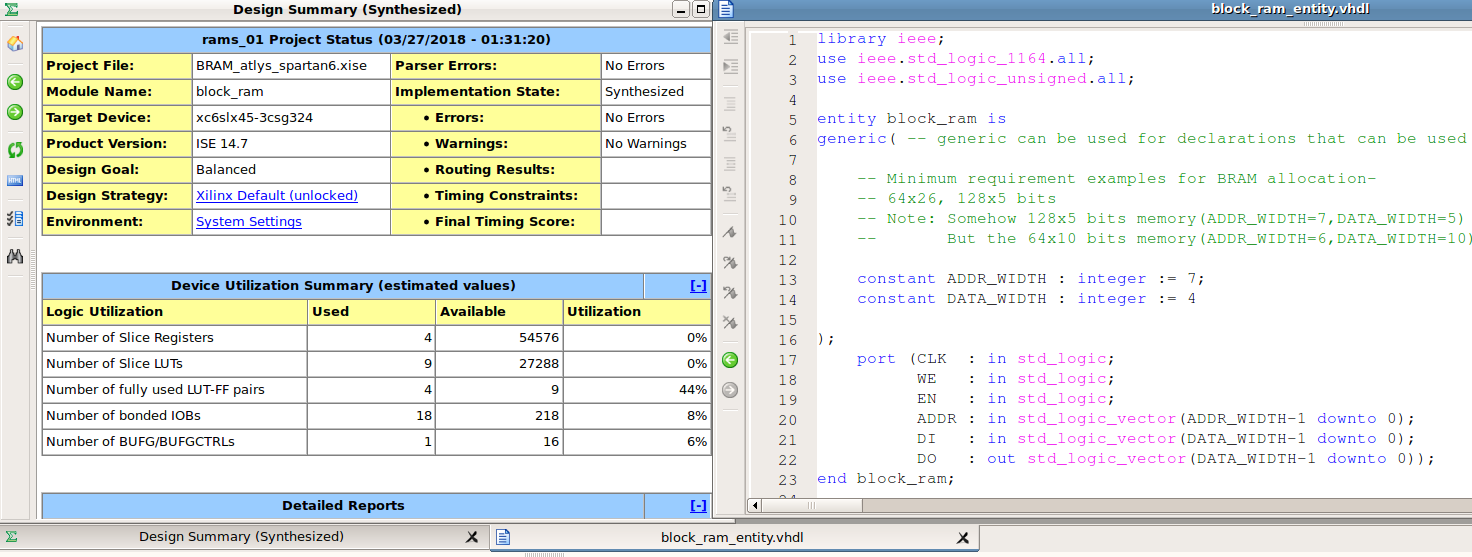 Design Summary (Synthesized)
rams_01 Project Status (03/27/2018 - 01:31:20)
Project File: BRAM_atlys_spartan6.xise Parser Errors: No Errors
Module Name: block_ram Implementation State: Synthesized
Target Device: xc6slx45-3csg324 • Errors: No Errors
Product Version: ISE 14.7 • Warnings: No Warnings
Design Goal: Balanced • Routing Results:
Design Strategy: Xilinx Default (unlocked) • Timing Constraints:
Environment: System Settings • Final Timing Score:
Device Utilization Summary (estimated values) [-]
Logic Utilization Used Available Utilization
Number of Slice Registers 4 54576 0%
Number of Slice LUTs 9 27288 0%
Number of fully used LUT-FF pairs 4 9 44%
Number of bonded IOBs 18 218 8%
Number of BUFG/BUFGCTRLs 1 16 6%
Detailed Reports [-]
block_ram_entity.vhdl
1 library ieee;
2 use ieee.std_logic_1164.all;
3 use ieee.std_logic_unsigned.all;
4
5 entity block_ram is
6 generic( -- generic can be used for declarations that can be used
7
8 -- Minimum requirement examples for BRAM allocation-
9 -- 64x26, 128x5 bits
10 -- Note: Somehow 128x5 bits memory(ADDR_WIDTH=7,DATA_WIDTH=5)
11 -- But the 64x10 bits memory(ADDR_WIDTH=6,DATA_WIDTH=10)
12
13 constant ADDR_WIDTH : integer := 7;
14 constant DATA_WIDTH : integer := 4
15
16 );
17 port (CLK : in std_logic;
18 WE : in std_logic;
19 EN : in std_logic;
20 ADDR : in std_logic_vector(ADDR_WIDTH-1 downto 0);
21 DI : in std_logic_vector(DATA_WIDTH-1 downto 0);
22 DO : out std_logic_vector(DATA_WIDTH-1 downto 0));
23 end block_ram;
Design Summary (Synthesized)
block_ram_entity.vhdl